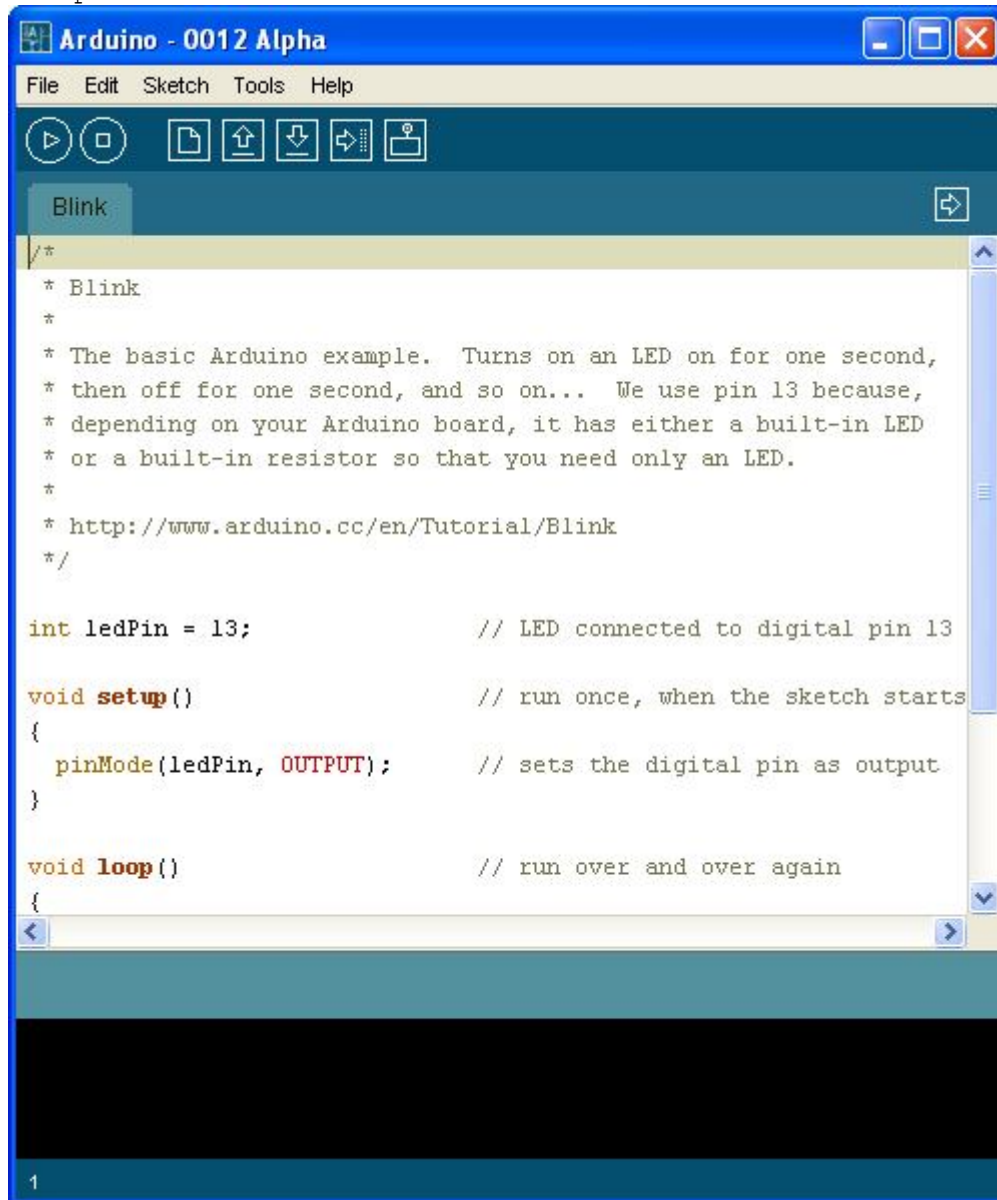 Arduino - 0012 Alpha
File Edit Sketch Tools Help
Blink
/*
 * Blink
 *
 * The basic Arduino example.  Turns on an LED on for one second,
 * then off for one second, and so on...  We use pin 13 because,
 * depending on your Arduino board, it has either a built-in LED
 * or a built-in resistor so that you need only an LED.
 *
 * http://www.arduino.cc/en/Tutorial/Blink
 */
int ledPin = 13;                // LED connected to digital pin 13
void setup()                    // run once, when the sketch starts
{
  pinMode(ledPin, OUTPUT);      // sets the digital pin as output
}
void loop()                     // run over and over again
{
1